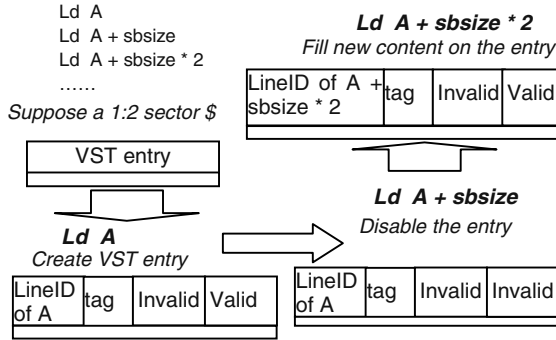 Ld A
Ld A + sbsize
Ld A + sbsize * 2
......
Suppose a 1:2 sector $
VST entry
Ld A
Create VST entry
LineID of A
tag
Invalid
Valid
Ld A + sbsize
Disable the entry
LineID of A
tag
Invalid
Invalid
Ld A + sbsize * 2
Fill new content on the entry
LineID of A +
sbsize * 2
tag
Invalid
Valid